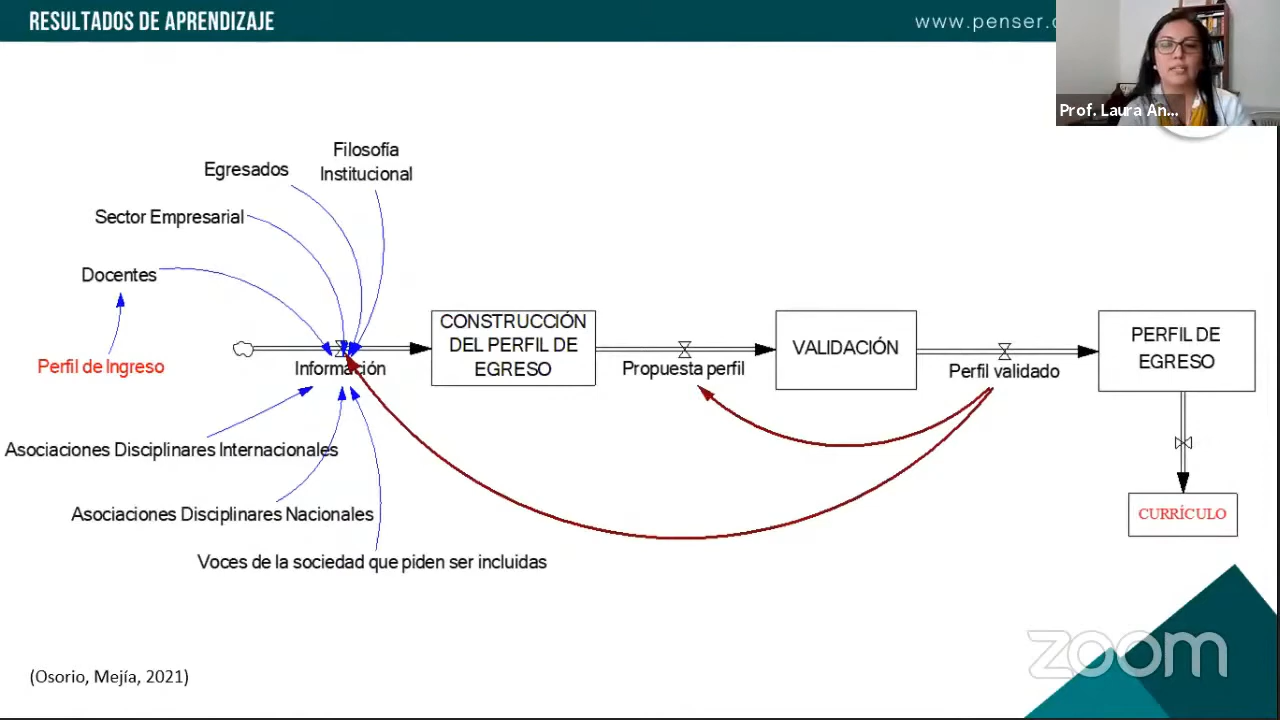 RESULTADOS DE APRENDIZAJE
www.penser.
Prof. Laura An...
Filosofía
Institucional
Egresados
Sector Empresarial
Docentes
Perfil de Ingreso
Información
CONSTRUCCIÓN
DEL PERFIL DE
EGRESO
Propuesta perfil
VALIDACIÓN
Perfil validado
PERFIL DE
EGRESO
Asociaciones Disciplinares Internacionales
Asociaciones Disciplinares Nacionales
Voces de la sociedad que piden ser incluidas
CURRÍCULO
(Osorio, Mejía, 2021)
zoom